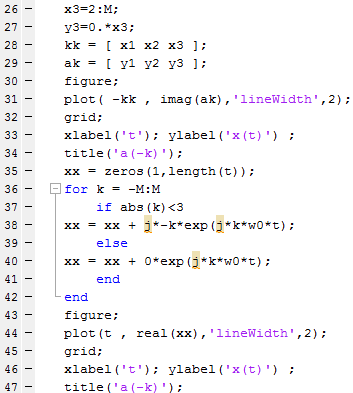 26 – x3=2:M;
27 – y3=0.*x3;
28 – kk = [ x1 x2 x3 ];
29 – ak = [ y1 y2 y3 ];
30 – figure;
31 – plot( -kk , imag(ak),'lineWidth',2);
32 – grid;
33 – xlabel('t'); ylabel('x(t)') ;
34 – title('a(-k)');
35 – xx = zeros(1,length(t));
36 – for k = -M:M
37 – if abs(k)<3
38 – xx = xx + j*-k*exp(j*k*w0*t);
39 – else
40 – xx = xx + 0*exp(j*k*w0*t);
41 – end
42 – end
43 – figure;
44 – plot(t , real(xx),'lineWidth',2);
45 – grid;
46 – xlabel('t'); ylabel('x(t)') ;
47 – title('a(-k)');